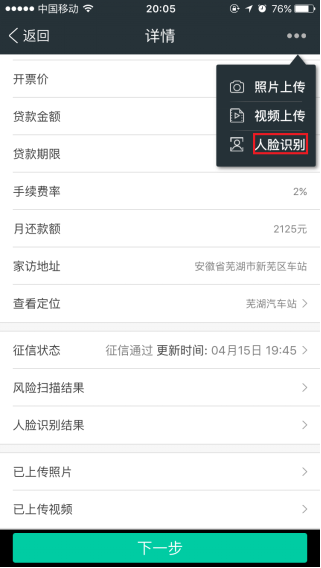 中国移动 20:05 76%
返回 详情
照片上传
视频上传
人脸识别
开票价
贷款金额
贷款期限
手续费率 2%
月还款额 2125元
家访地址 安徽省芜湖市新芜区车站
查看定位 芜湖汽车站
征信状态 征信通过 更新时间: 04月15日 19:45
风险扫描结果
人脸识别结果
已上传照片
已上传视频
下一步